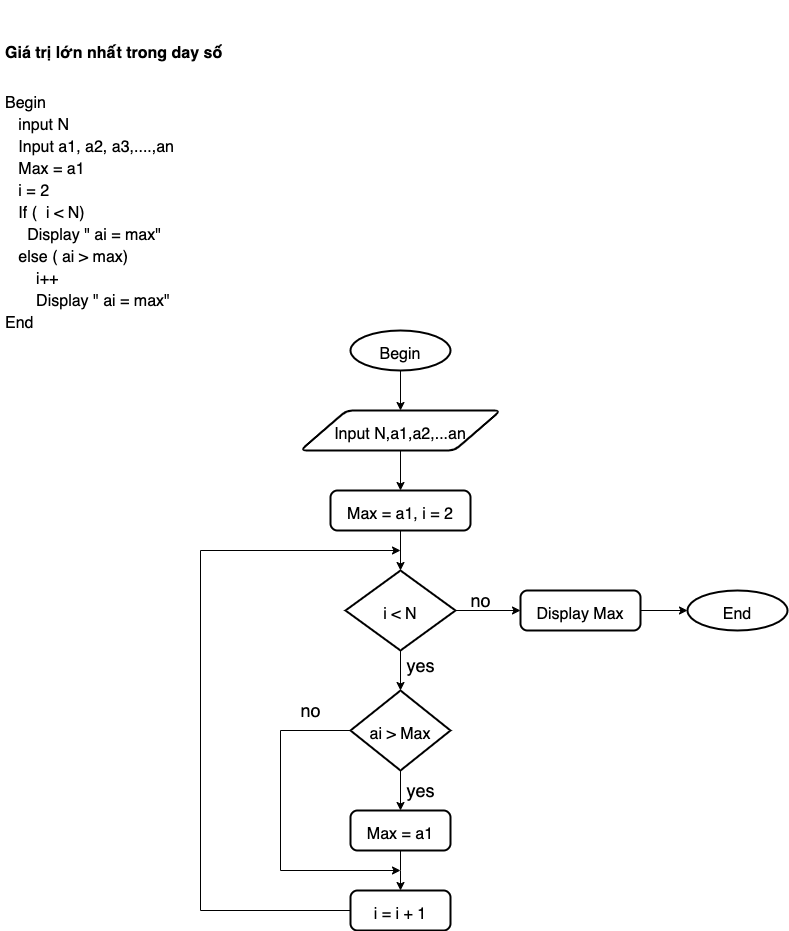 Giá trị lớn nhất trong day số
Begin
input N
Input a1, a2, a3,....,an
Max = a1
i = 2
If ( i < N)
Display " ai = max"
else ( ai > max)
i++
Display " ai = max"
End
Begin
Input N,a1,a2,...an
Max = a1, i = 2
i < N
no
Display Max
End
yes
no
ai > Max
yes
Max = a1
i = i + 1